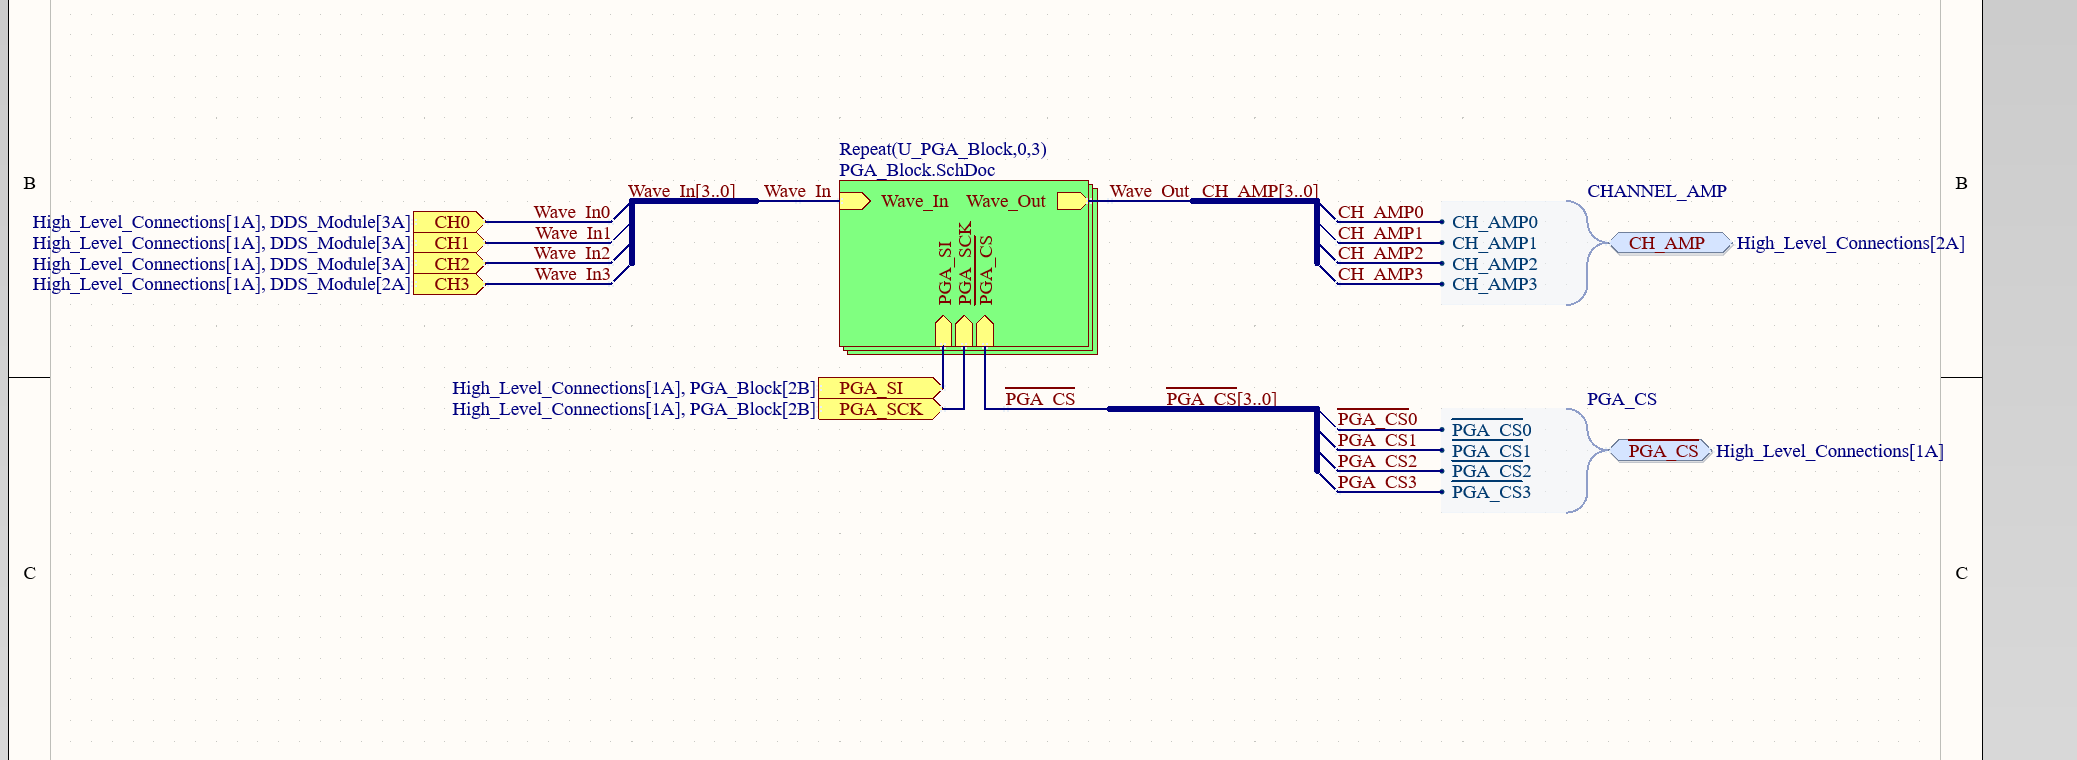 Repeat(U_PGA_Block,0,3)
PGA_Block.SchDoc
B
B
Wave_In[3..0]
Wave_In
Wave_In
Wave_Out
Wave_Out
CH_AMP[3..0]
CHANNEL_AMP
High_Level_Connections[1A], DDS_Module[3A]
CH0
Wave_In0
CH_AMP0
CH_AMP0
High_Level_Connections[1A], DDS_Module[3A]
CH1
Wave_In1
CH_AMP1
CH_AMP1
CH_AMP
High_Level_Connections[2A]
High_Level_Connections[1A], DDS_Module[3A]
CH2
Wave_In2
CH_AMP2
CH_AMP2
High_Level_Connections[1A], DDS_Module[2A]
CH3
Wave_In3
CH_AMP3
CH_AMP3
PGA_SI
PGA_SCK
PGA_CS
High_Level_Connections[1A], PGA_Block[2B]
PGA_SI
High_Level_Connections[1A], PGA_Block[2B]
PGA_SCK
PGA_CS
PGA_CS[3..0]
PGA_CS
PGA_CS0
PGA_CS0
PGA_CS1
PGA_CS1
PGA_CS
High_Level_Connections[1A]
PGA_CS2
PGA_CS2
PGA_CS3
PGA_CS3
C
C